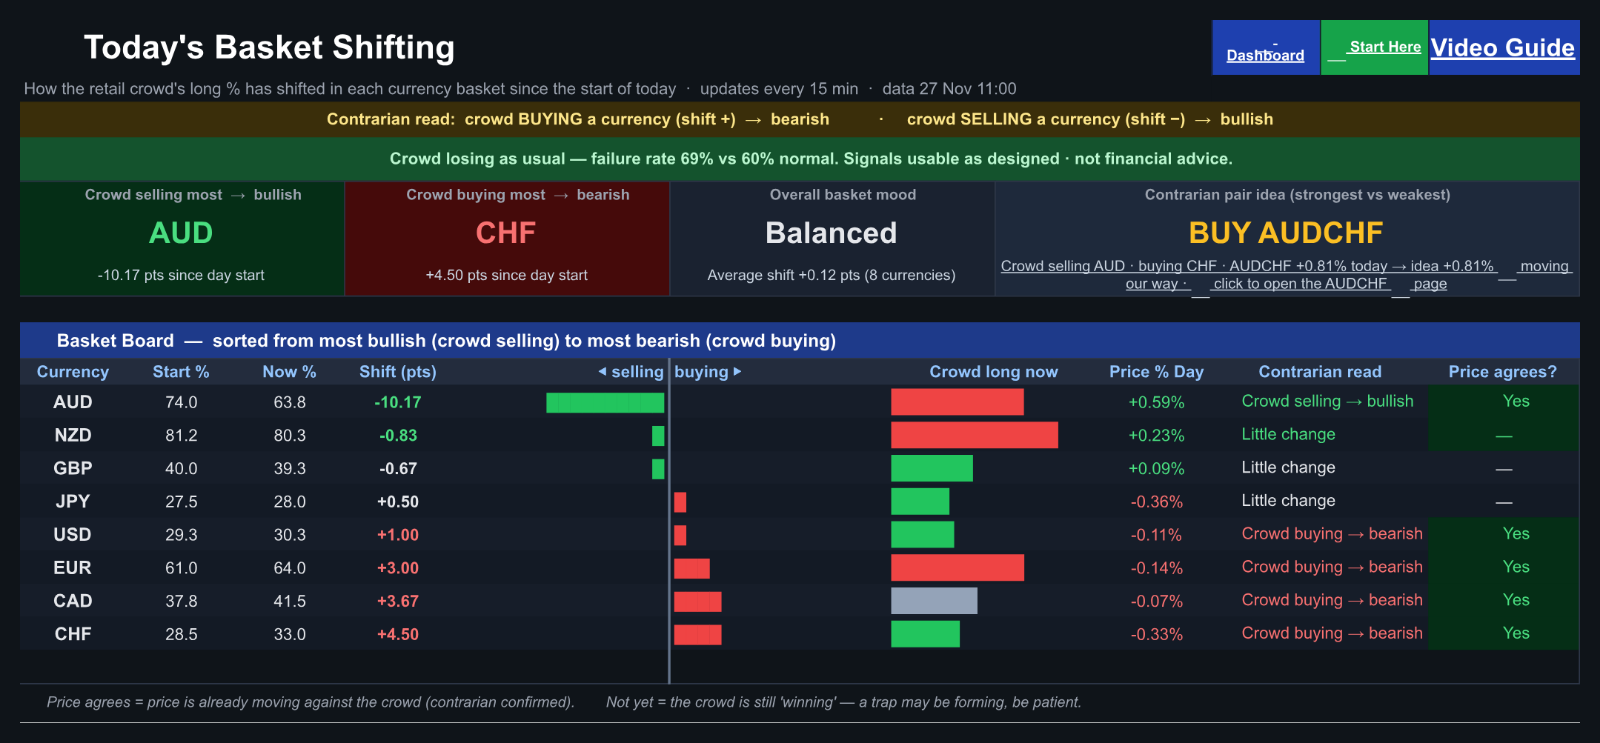 Today's Basket Shifting
Dashboard
Start Here
Video Guide
How the retail crowd's long % has shifted in each currency basket since the start of today · updates every 15 min · data 27 Nov 11:00
Contrarian read: crowd BUYING a currency (shift +) → bearish · crowd SELLING a currency (shift −) → bullish
Crowd losing as usual — failure rate 69% vs 60% normal. Signals usable as designed · not financial advice.
Crowd selling most → bullish
AUD
-10.17 pts since day start
Crowd buying most → bearish
CHF
+4.50 pts since day start
Overall basket mood
Balanced
Average shift +0.12 pts (8 currencies)
Contrarian pair idea (strongest vs weakest)
BUY AUDCHF
Crowd selling AUD · buying CHF · AUDCHF +0.81% today → idea +0.81% __ moving
our way · __ click to open the AUDCHF __ page
Basket Board — sorted from most bullish (crowd selling) to most bearish (crowd buying)
Currency Start % Now % Shift (pts) ◄ selling buying ► Crowd long now Price % Day Contrarian read Price agrees?
AUD 74.0 63.8 -10.17 +0.59% Crowd selling → bullish Yes
NZD 81.2 80.3 -0.83 +0.23% Little change —
GBP 40.0 39.3 -0.67 +0.09% Little change —
JPY 27.5 28.0 +0.50 -0.36% Little change —
USD 29.3 30.3 +1.00 -0.11% Crowd buying → bearish Yes
EUR 61.0 64.0 +3.00 -0.14% Crowd buying → bearish Yes
CAD 37.8 41.5 +3.67 -0.07% Crowd buying → bearish Yes
CHF 28.5 33.0 +4.50 -0.33% Crowd buying → bearish Yes
Price agrees = price is already moving against the crowd (contrarian confirmed). Not yet = the crowd is still 'winning' — a trap may be forming, be patient.